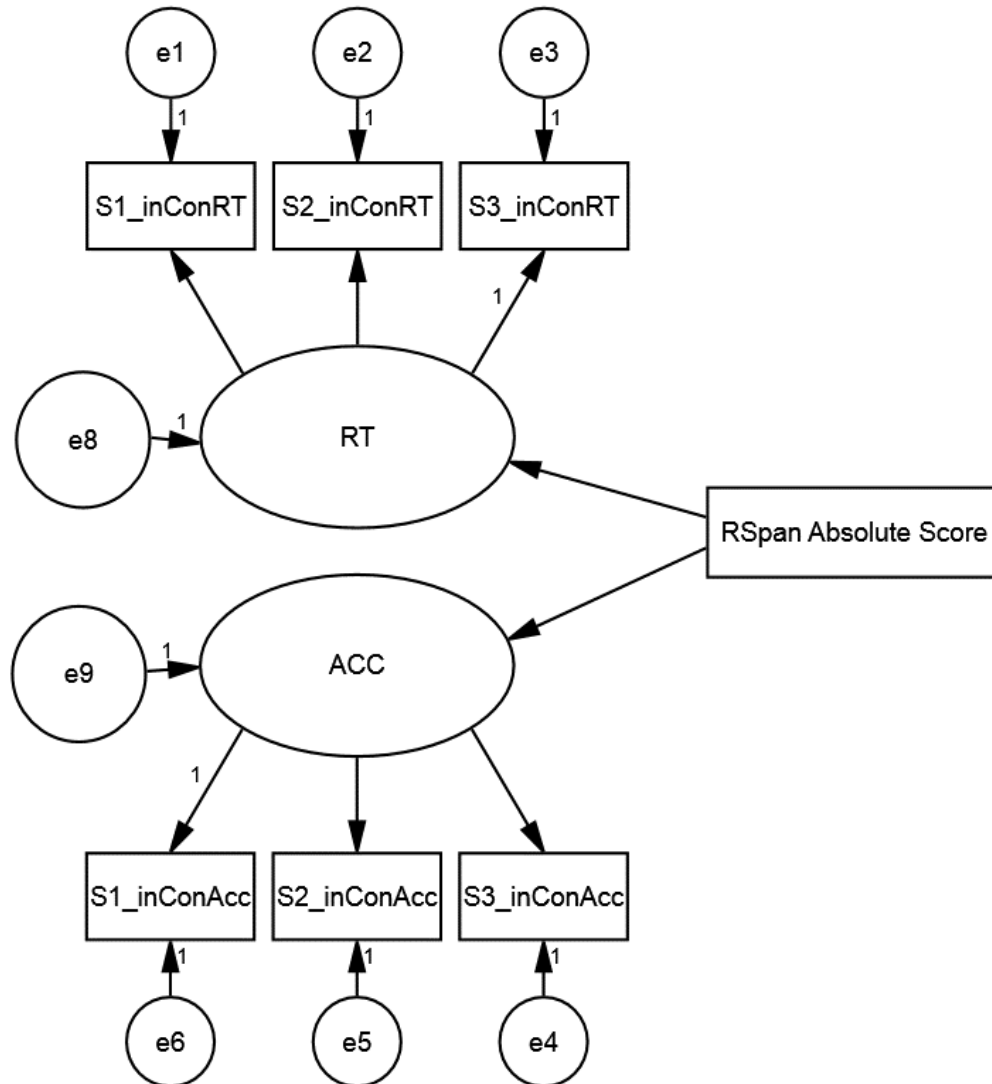 e1
e2
e3
1
1
1
S1_inConRT
S2_inConRT
S3_inConRT
1
e8
1
RT
RSpan Absolute Score
e9
1
ACC
1
S1_inConAcc
S2_inConAcc
S3_inConAcc
1
1
1
e6
e5
e4